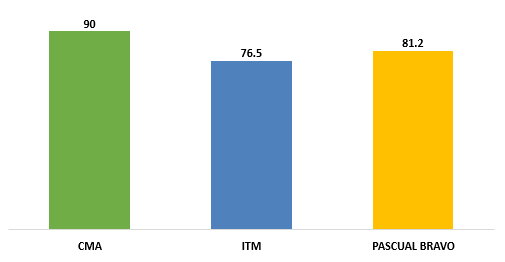 90
76.5
81.2
CMA
ITM
PASCUAL BRAVO